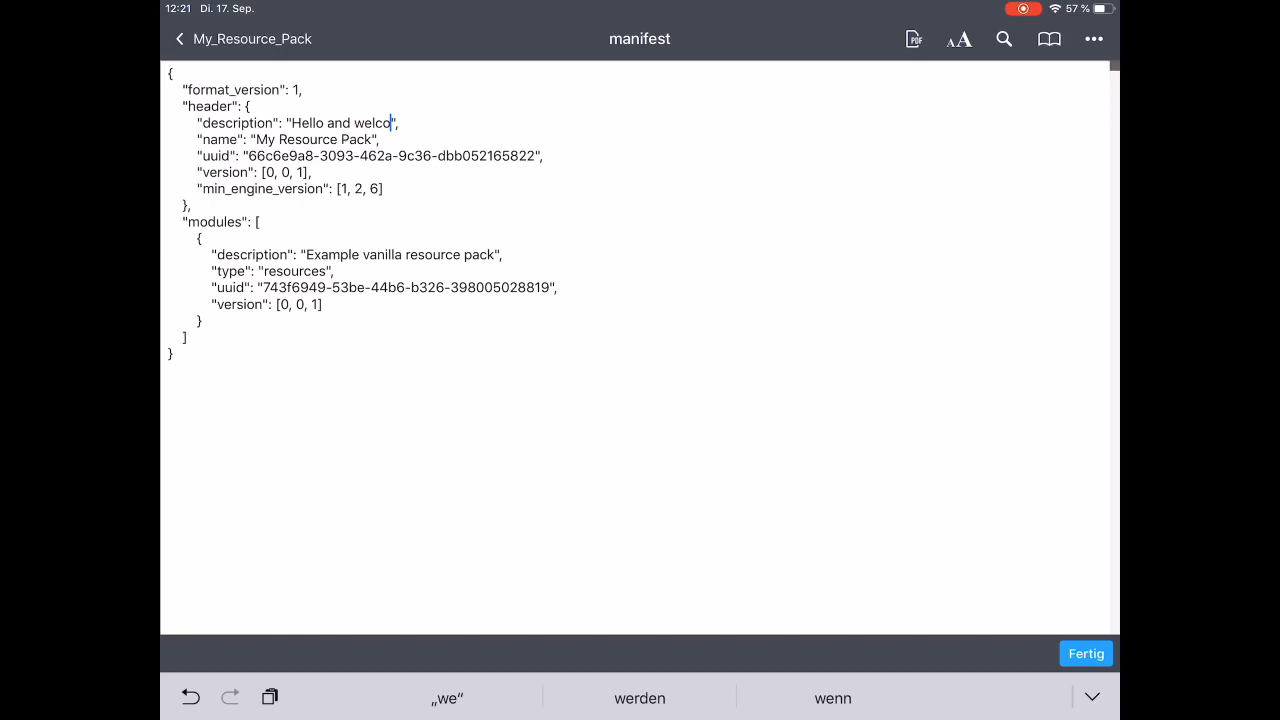 12:21 Di. 17. Sep. 57 %
My_Resource_Pack manifest PDF AA
{
"format_version": 1,
"header": {
"description": "Hello and welco",
"name": "My Resource Pack",
"uuid": "66c6e9a8-3093-462a-9c36-dbb052165822",
"version": [0, 0, 1],
"min_engine_version": [1, 2, 6]
},
"modules": [
{
"description": "Example vanilla resource pack",
"type": "resources",
"uuid": "743f6949-53be-44b6-b326-398005028819",
"version": [0, 0, 1]
}
]
}
Fertig
„we“ werden wenn